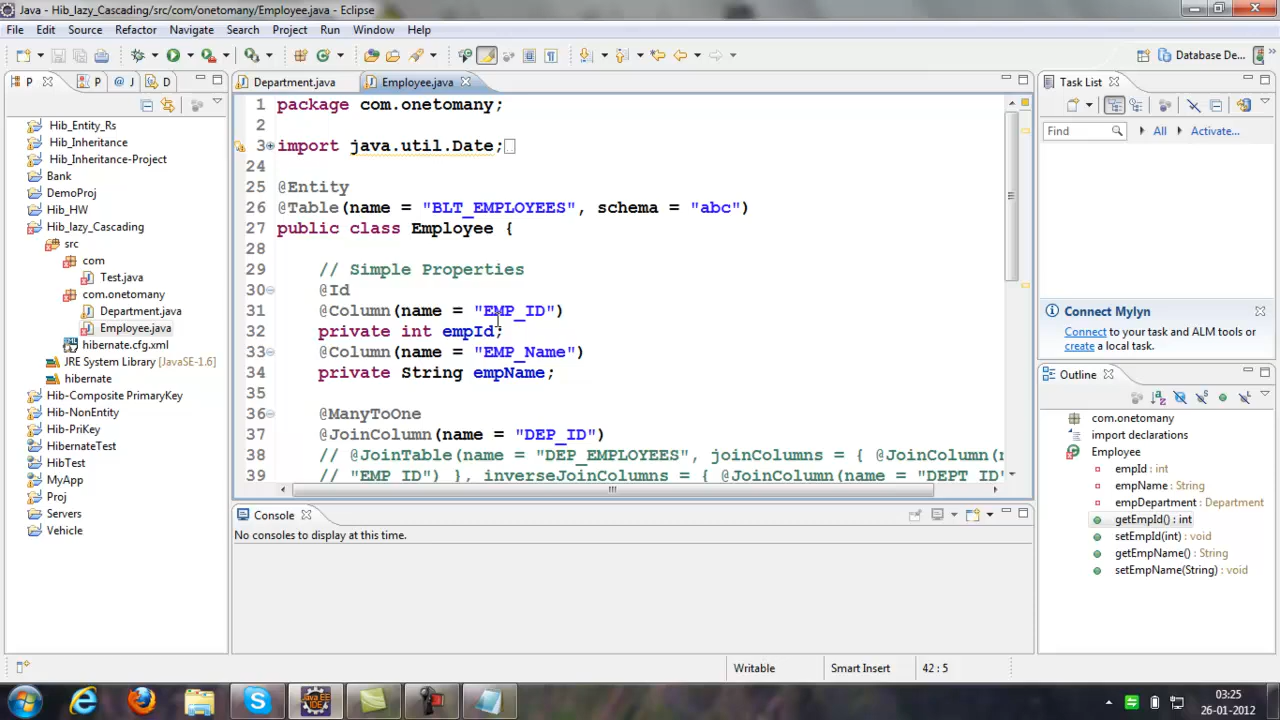 Java - Hib_lazy_Cascading/src/com/onetomany/Employee.java - Eclipse
File Edit Source Refactor Navigate Search Project Run Window Help
Database De...
P P @ J D
Hib_Entity_Rs
Hib_Inheritance
Hib_Inheritance-Project
Bank
DemoProj
Hib_HW
Hib_lazy_Cascading
src
com
Test.java
com.onetomany
Department.java
Employee.java
hibernate.cfg.xml
JRE System Library [JavaSE-1.6]
hibernate
Hib-Composite PrimaryKey
Hib-NonEntity
Hib-PriKey
HibernateTest
HibTest
MyApp
Proj
Servers
Vehicle
Department.java Employee.java
1 package com.onetomany;
2
3 import java.util.Date;
24
25 @Entity
26 @Table(name = "BLT_EMPLOYEES", schema = "abc")
27 public class Employee {
28
29 // Simple Properties
30 @Id
31 @Column(name = "EMP_ID")
32 private int empId;
33 @Column(name = "EMP_Name")
34 private String empName;
35
36 @ManyToOne
37 @JoinColumn(name = "DEP_ID")
38 // @JoinTable(name = "DEP_EMPLOYEES", joinColumns = { @JoinColumn(n
39 // "EMP_ID") }, inverseJoinColumns = { @JoinColumn(name = "DEPT_ID"
Console
No consoles to display at this time.
Task List
Find All Activate...
Connect Mylyn
Connect to your task and ALM tools or
create a local task.
Outline
com.onetomany
import declarations
Employee
empId : int
empName : String
empDepartment : Department
getEmpId() : int
setEmpId(int) : void
getEmpName() : String
setEmpName(String) : void
Writable Smart Insert 42 : 5
03:25
26-01-2012